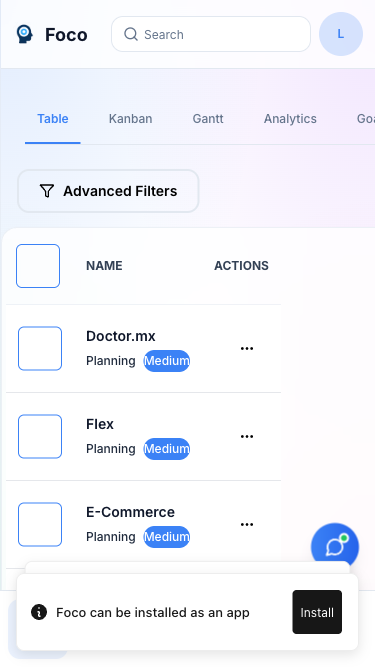 Foco
Search
L
Table Kanban Gantt Analytics Goa
Advanced Filters
NAME ACTIONS
Doctor.mx
Planning Medium
Flex
Planning Medium
E-Commerce
Planning Medium
Foco can be installed as an app
Install